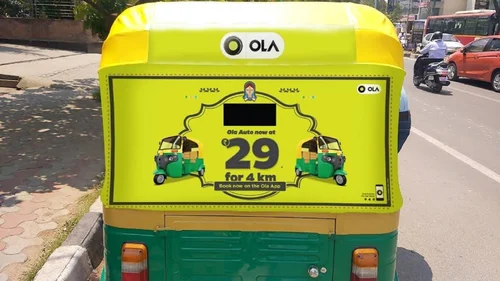 OLA
OLA
Ola Auto now at
₹29
for 4 km
Book now on the Ola App